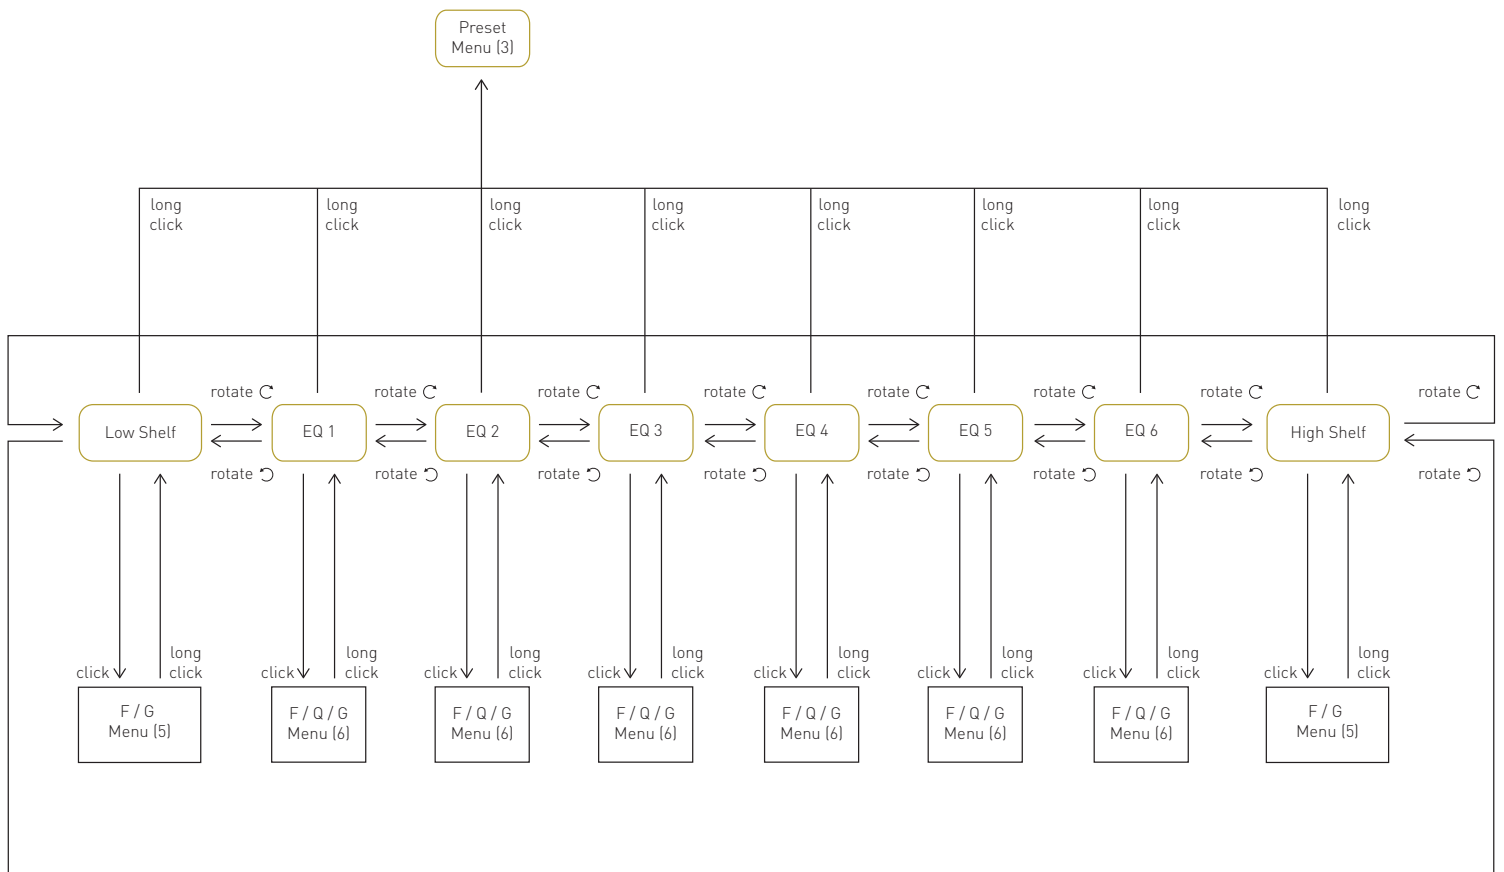 Preset
Menu (3)
long
click
long
click
long
click
long
click
long
click
long
click
long
click
long
click
rotate
rotate
rotate
rotate
rotate
rotate
rotate
rotate
Low Shelf
EQ 1
EQ 2
EQ 3
EQ 4
EQ 5
EQ 6
High Shelf
rotate
rotate
rotate
rotate
rotate
rotate
rotate
rotate
click
long
click
click
long
click
click
long
click
click
long
click
click
long
click
click
long
click
click
long
click
click
long
click
F / G
Menu (5)
F / Q / G
Menu (6)
F / Q / G
Menu (6)
F / Q / G
Menu (6)
F / Q / G
Menu (6)
F / Q / G
Menu (6)
F / Q / G
Menu (6)
F / G
Menu (5)